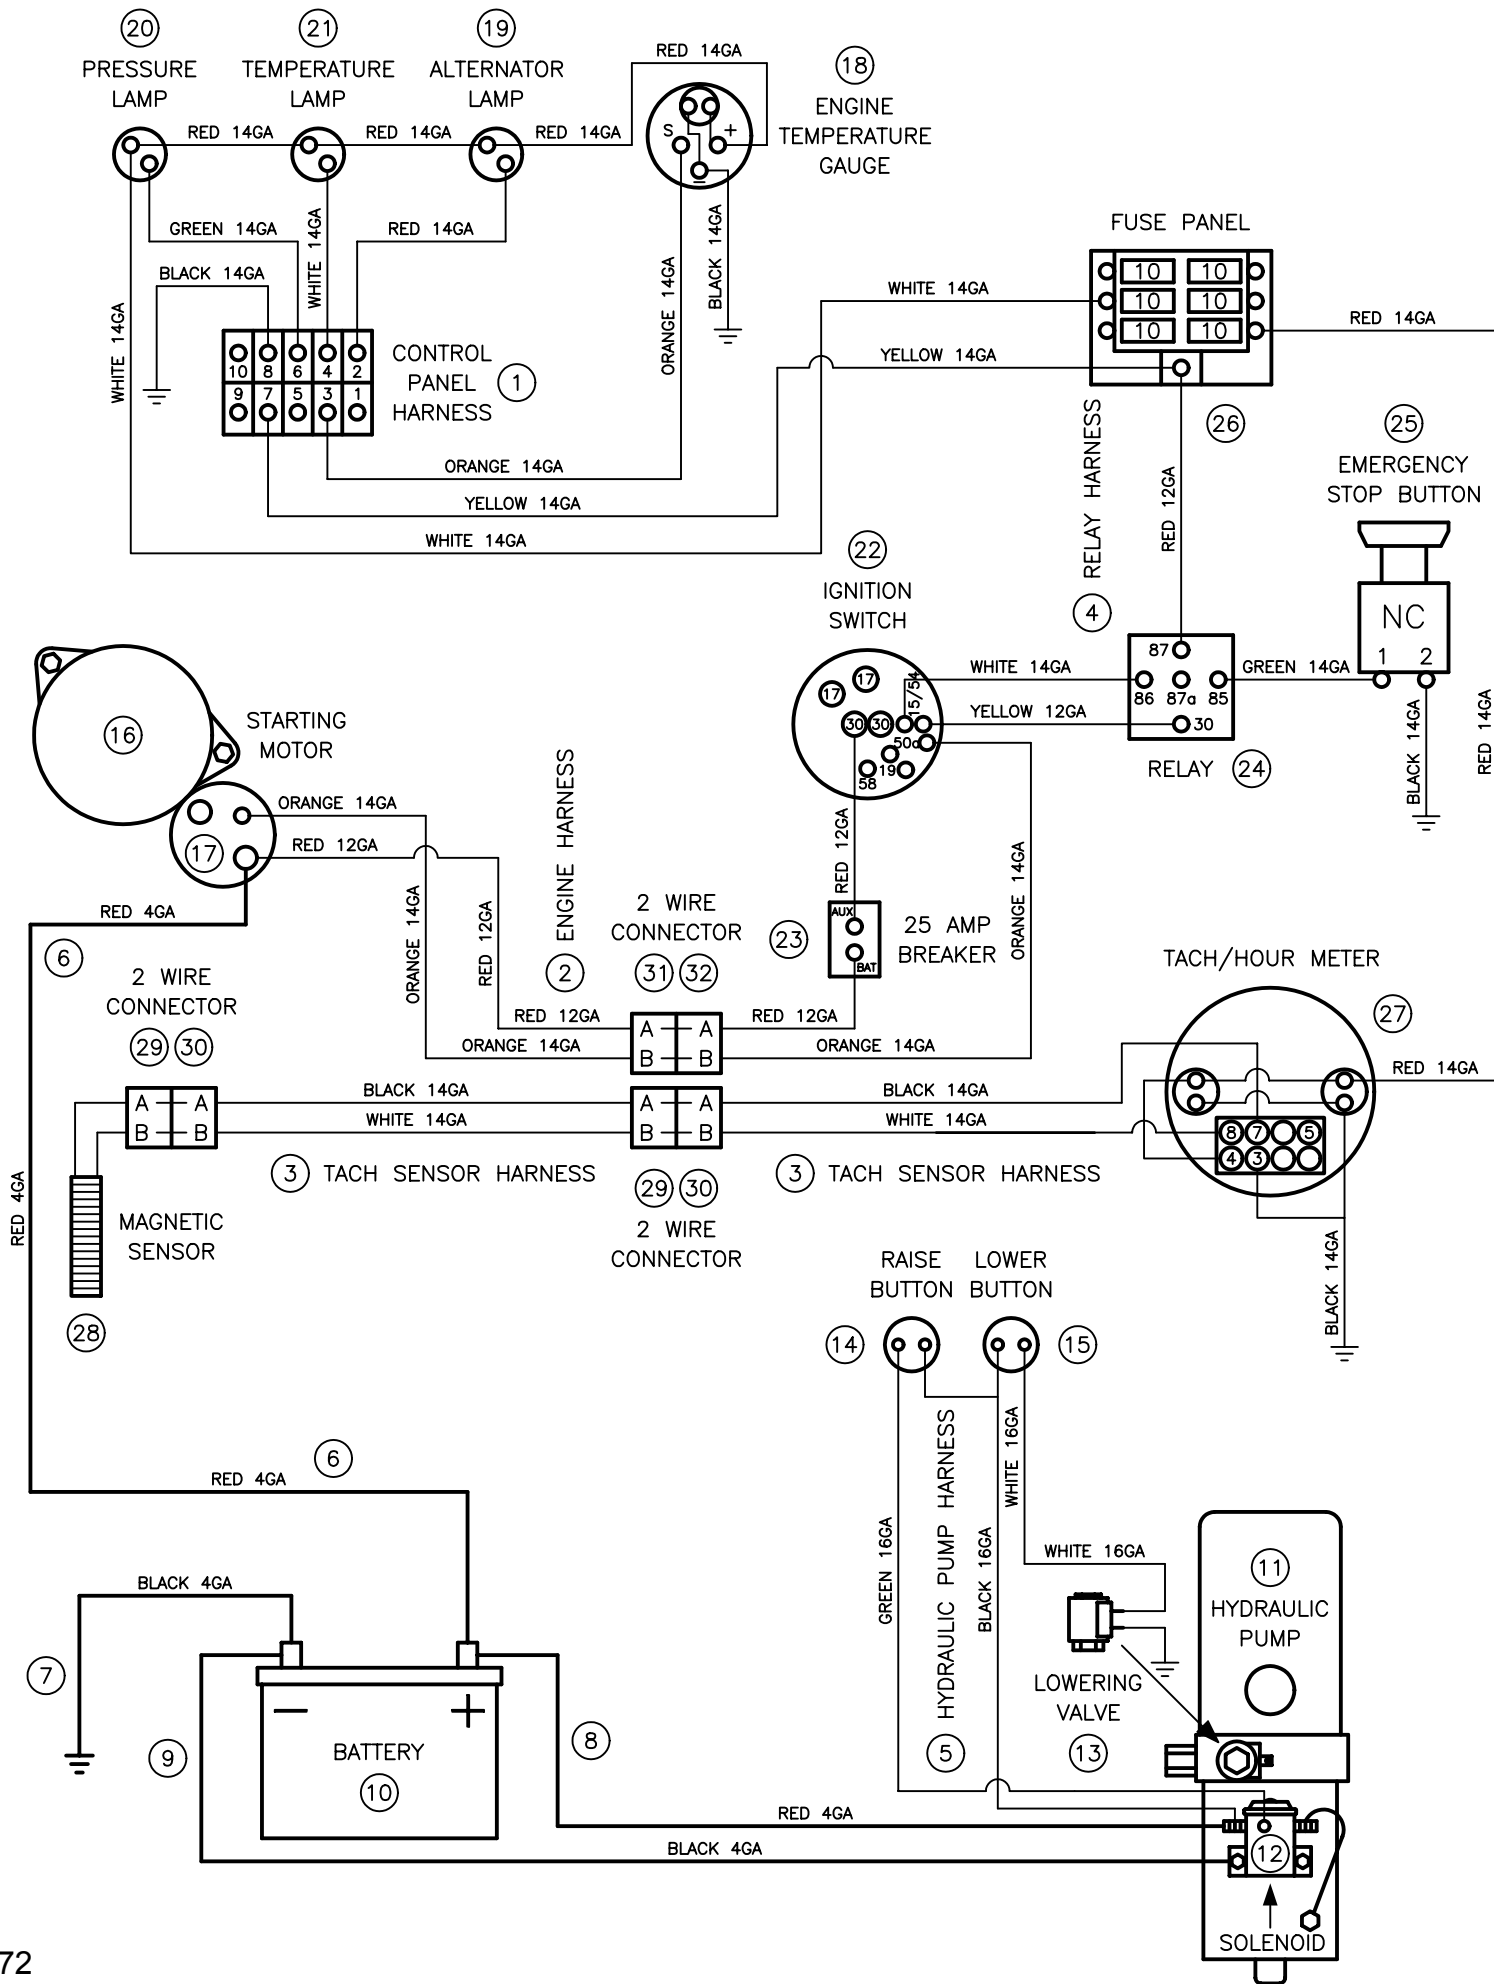 20
21
19
PRESSURE
LAMP
TEMPERATURE
LAMP
ALTERNATOR
LAMP
RED 14GA
18
ENGINE
TEMPERATURE
GAUGE
RED 14GA
RED 14GA
RED 14GA
S
+
–
GREEN 14GA
WHITE 14GA
RED 14GA
BLACK 14GA
ORANGE 14GA
BLACK 14GA
WHITE 14GA
10 8 6 4 2
9 7 5 3 1
CONTROL
PANEL
HARNESS
1
ORANGE 14GA
YELLOW 14GA
WHITE 14GA
FUSE PANEL
10 10
10 10
10 10
WHITE 14GA
YELLOW 14GA
RED 14GA
26
RED 12GA
RELAY HARNESS
4
25
EMERGENCY
STOP BUTTON
NC
1 2
22
IGNITION
SWITCH
17
17
30 30
15/54
50a
19
58
WHITE 14GA
YELLOW 12GA
87
86 87a 85
30
RELAY
24
GREEN 14GA
BLACK 14GA
RED 14GA
16
STARTING
MOTOR
17
ORANGE 14GA
RED 12GA
RED 4GA
6
ORANGE 14GA
RED 12GA
ENGINE HARNESS
2
2 WIRE
CONNECTOR
31 32
RED 12GA
AUX
BAT
23
25 AMP
BREAKER
ORANGE 14GA
2 WIRE
CONNECTOR
29 30
RED 12GA
ORANGE 14GA
A A
B B
RED 12GA
ORANGE 14GA
TACH/HOUR METER
27
RED 14GA
8 7 5
4 3
A A
B B
BLACK 14GA
WHITE 14GA
A A
B B
BLACK 14GA
WHITE 14GA
3 TACH SENSOR HARNESS
29 30
2 WIRE
CONNECTOR
3 TACH SENSOR HARNESS
MAGNETIC
SENSOR
28
RED 4GA
BLACK 14GA
RAISE
BUTTON
LOWER
BUTTON
14
15
GREEN 16GA
HYDRAULIC PUMP HARNESS
5
BLACK 16GA
WHITE 16GA
WHITE 16GA
LOWERING
VALVE
13
11
HYDRAULIC
PUMP
12
SOLENOID
6
RED 4GA
BLACK 4GA
7
9
– +
BATTERY
10
8
RED 4GA
BLACK 4GA
72